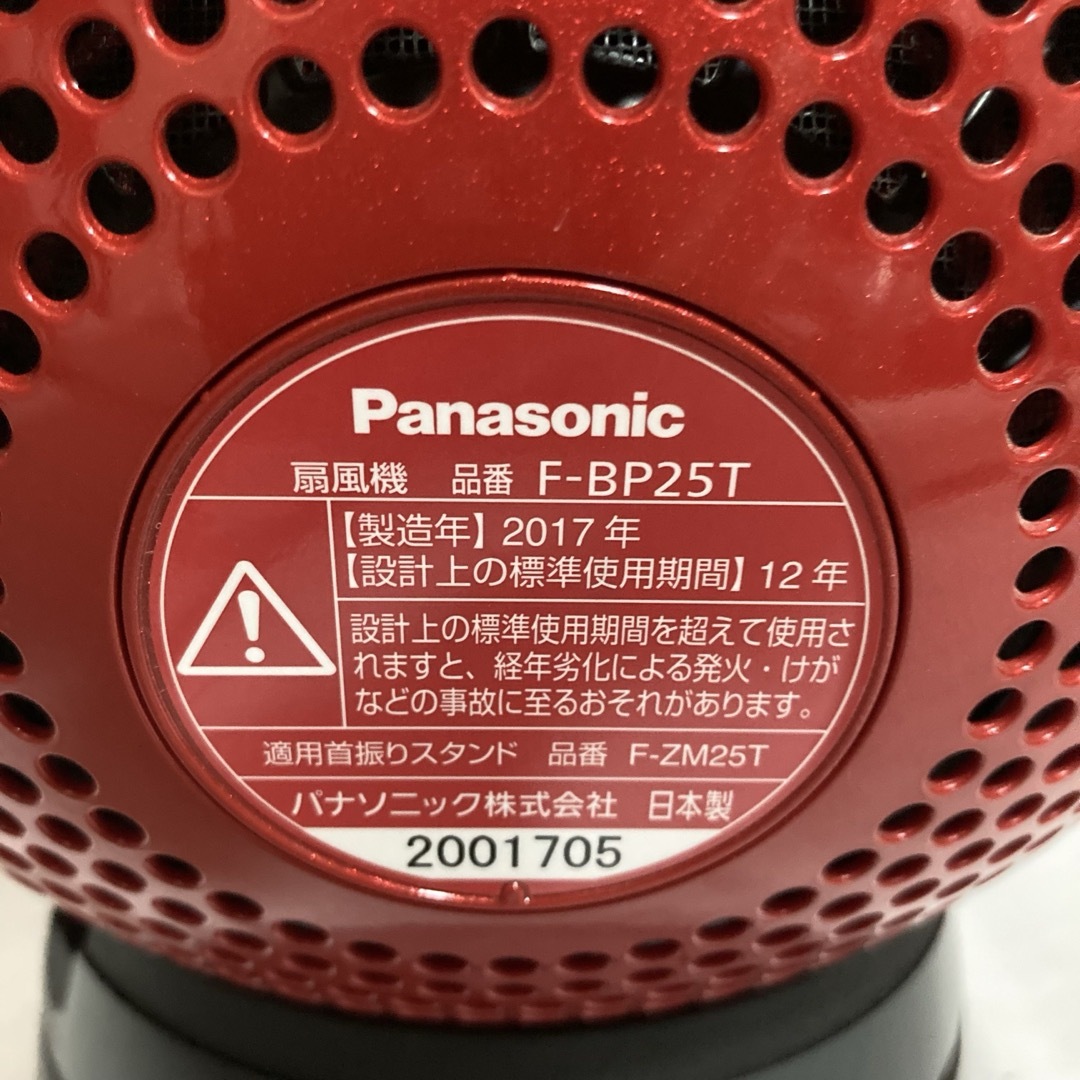 Panasonic
扇風機 品番 F-BP25T
【製造年】2017年
【設計上の標準使用期間】12年
設計上の標準使用期間を超えて使用さ
れますと、経年劣化による発火・けが
などの事故に至るおそれがあります。
適用首振りスタンド 品番 F-ZM25T
パナソニック株式会社 日本製
2001705